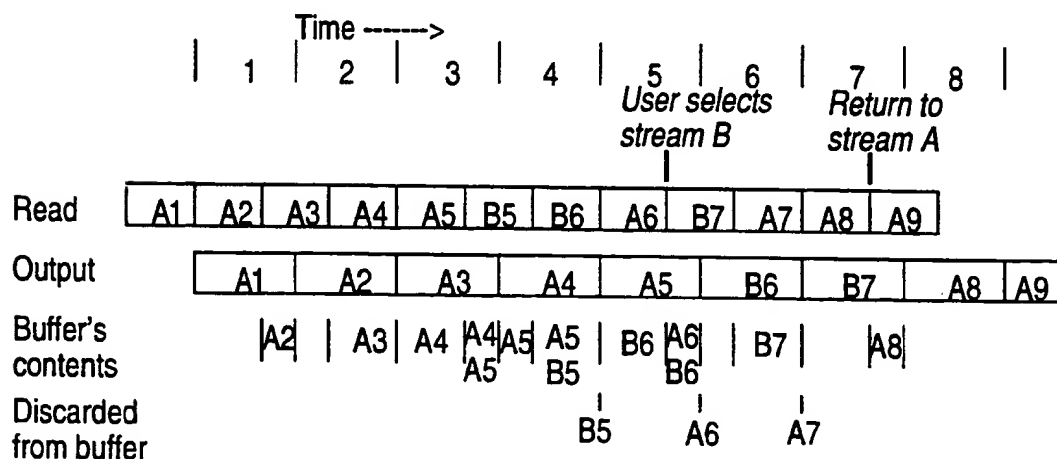 Time ------->
1 2 3 4 5 6 7 8
User selects Return to
stream B stream A
Read A1 A2 A3 A4 A5 B5 B6 A6 B7 A7 A8 A9
Output A1 A2 A3 A4 A5 B6 B7 A8 A9
Buffer's A2 A3 A4 A4 A5 A5 B6 A6 B7 A8
contents A5 B5 B6
Discarded B5 A6 A7
from buffer